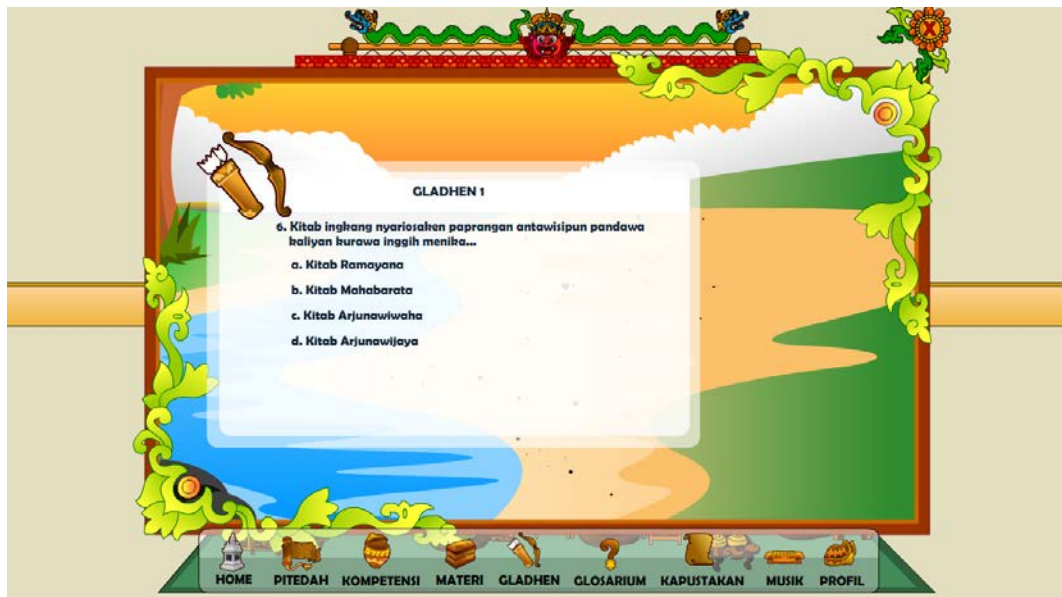 X
GLADHEN 1
6. Kitab ingkang nyariosaken paprangan antawisipun pandawa
kaliyan kurawa inggih menika...
a. Kitab Ramayana
b. Kitab Mahabarata
c. Kitab Arjunawiwaha
d. Kitab Arjunawijaya
HOME PITEDAH KOMPETENSI MATERI GLADHEN GLOSARIUM KAPUSTAKAN MUSIK PROFIL